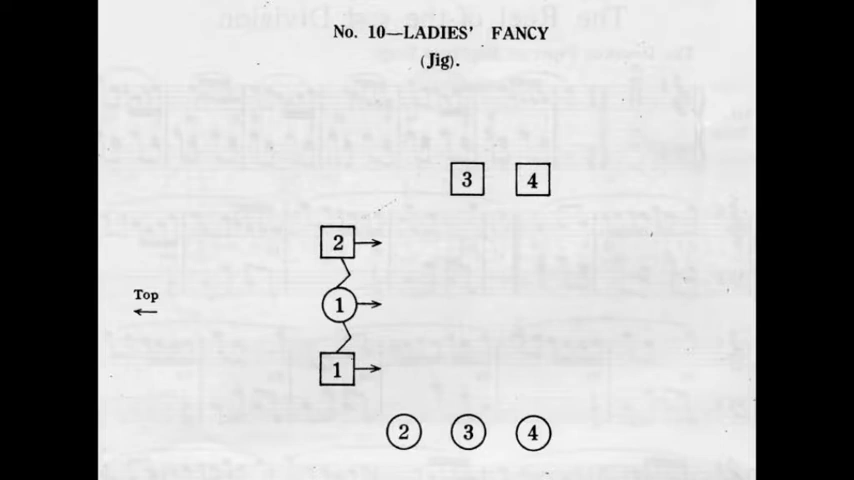 No. 10—LADIES' FANCY
(Jig).
3 4
2
Top
1
1
2 3 4